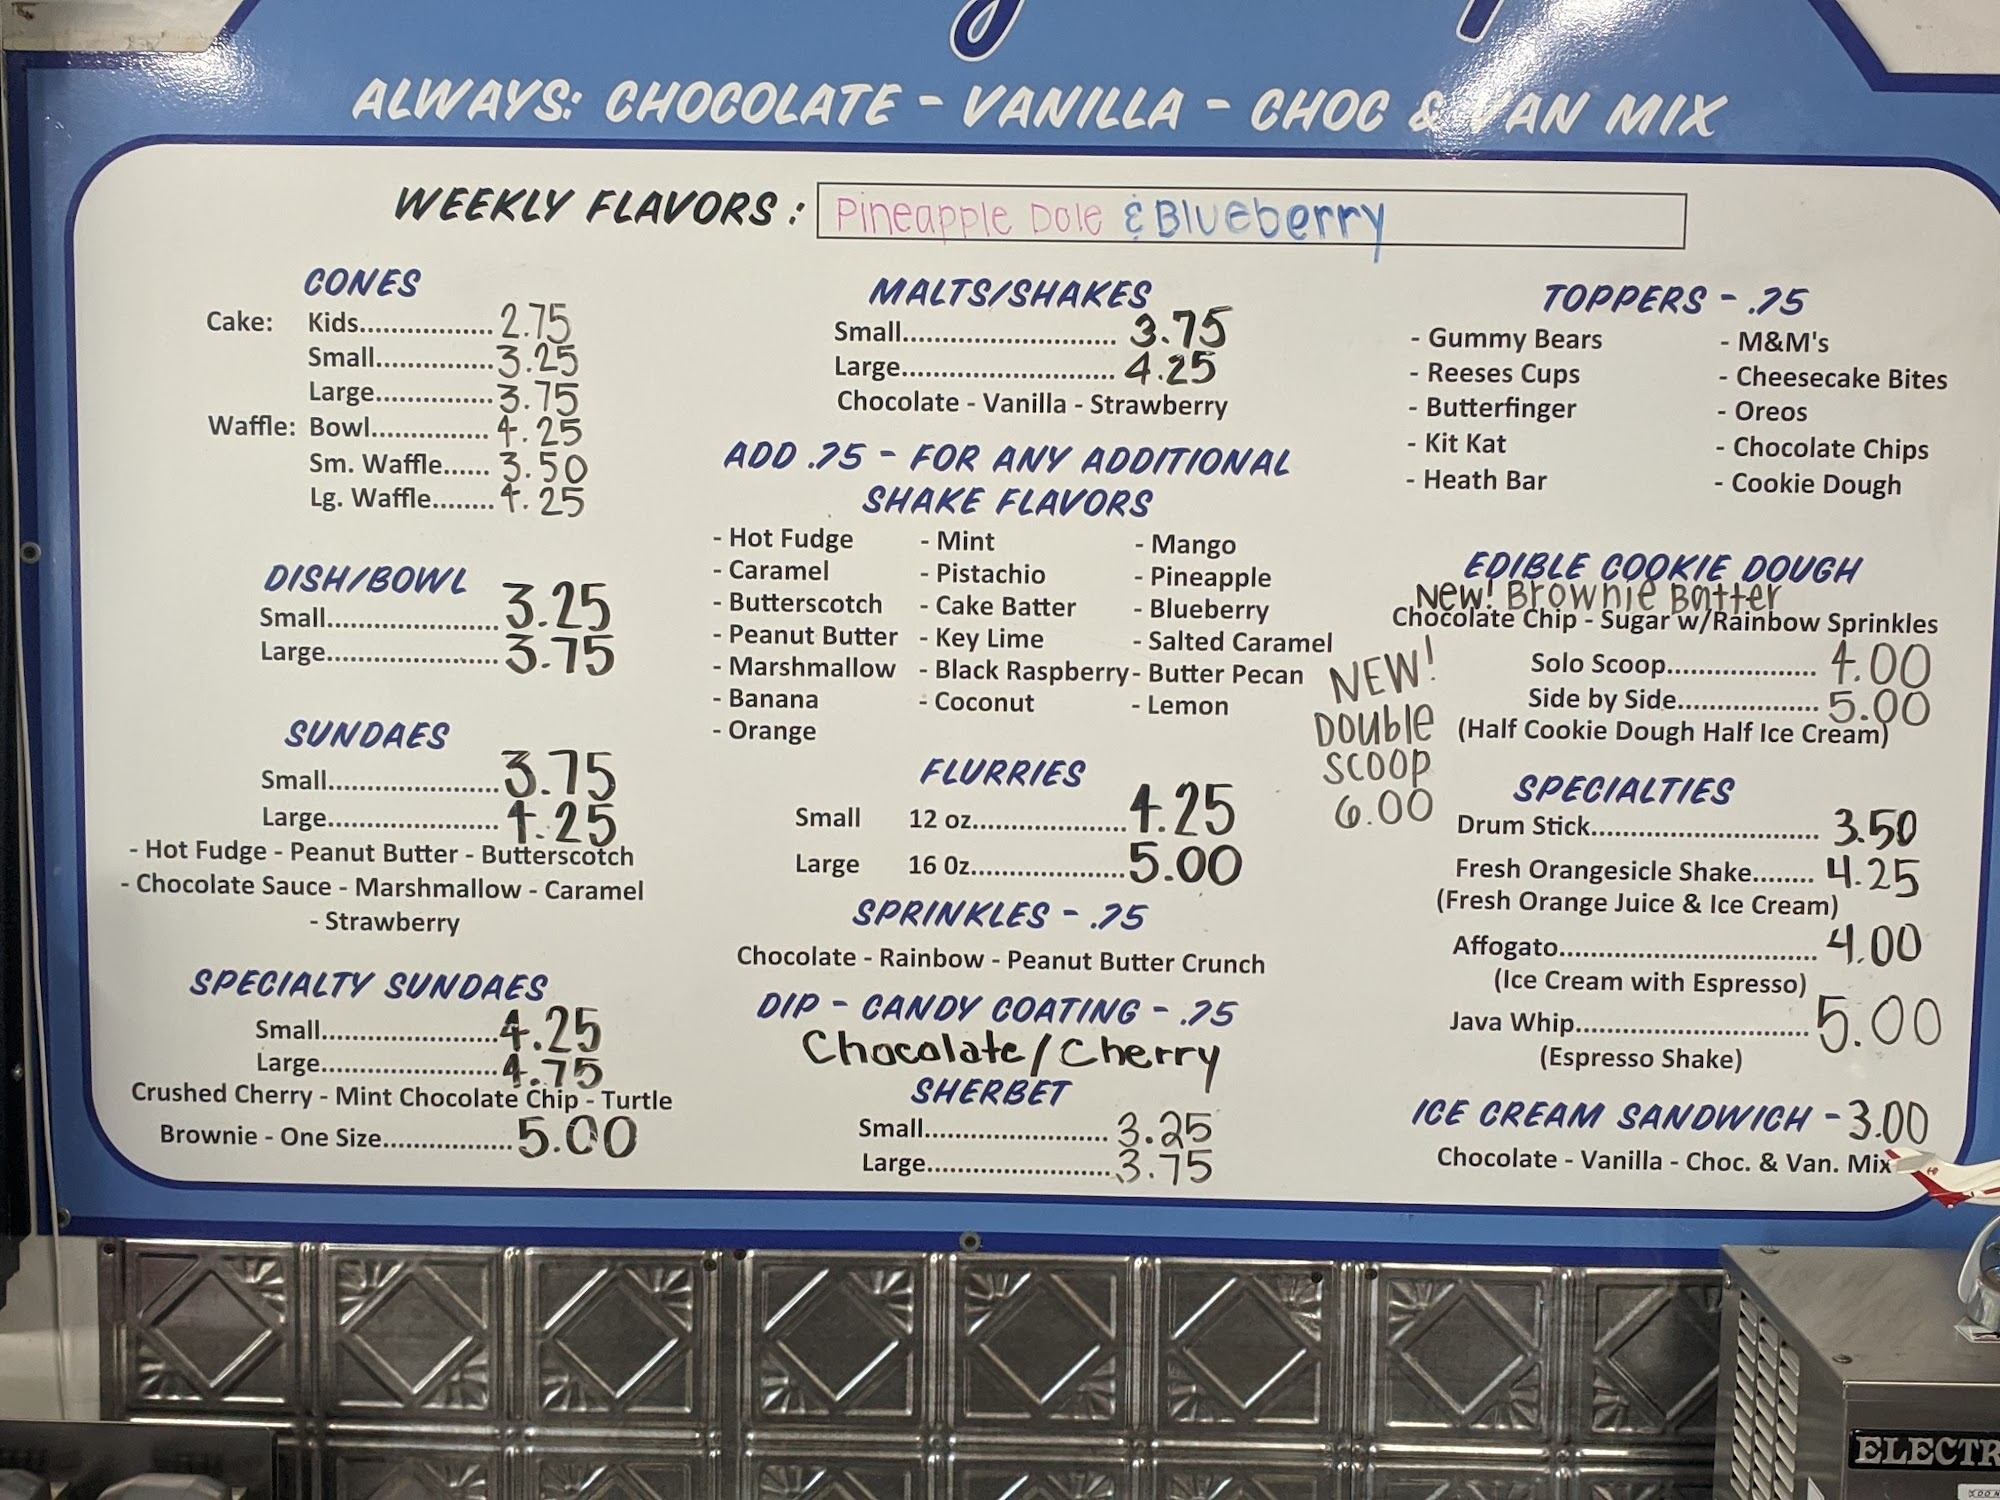 ALWAYS: CHOCOLATE - VANILLA - CHOC & VAN MIX
WEEKLY FLAVORS : Pineapple Dole & Blueberry
CONES
Cake: Kids................. 2.75
Small............... 3.25
Large............... 3.75
Waffle: Bowl............... 4.25
Sm. Waffle...... 3.50
Lg. Waffle........ 4.25
DISH/BOWL
Small...................... 3.25
Large...................... 3.75
SUNDAES
Small...................... 3.75
Large...................... 4.25
- Hot Fudge - Peanut Butter - Butterscotch
- Chocolate Sauce - Marshmallow - Caramel
- Strawberry
SPECIALTY SUNDAES
Small....................... 4.25
Large....................... 4.75
Crushed Cherry - Mint Chocolate Chip - Turtle
Brownie - One Size................ 5.00
MALTS/SHAKES
Small........................... 3.75
Large........................... 4.25
Chocolate - Vanilla - Strawberry
ADD .75 - FOR ANY ADDITIONAL
SHAKE FLAVORS
- Hot Fudge - Mint - Mango
- Caramel - Pistachio - Pineapple
- Butterscotch - Cake Batter - Blueberry
- Peanut Butter - Key Lime - Salted Caramel
- Marshmallow - Black Raspberry - Butter Pecan
- Banana - Coconut - Lemon
- Orange
FLURRIES
Small 12 oz.................... 4.25
Large 16 Oz.................... 5.00
SPRINKLES - .75
Chocolate - Rainbow - Peanut Butter Crunch
DIP - CANDY COATING - .75
Chocolate/Cherry
SHERBET
Small........................ 3.25
Large........................ 3.75
TOPPERS - .75
- Gummy Bears - M&M's
- Reeses Cups - Cheesecake Bites
- Butterfinger - Oreos
- Kit Kat - Chocolate Chips
- Heath Bar - Cookie Dough
EDIBLE COOKIE DOUGH
New! Brownie Batter
Chocolate Chip - Sugar w/Rainbow Sprinkles
Solo Scoop................... 4.00
Side by Side.................. 5.00
(Half Cookie Dough Half Ice Cream)
NEW!
DOUBLE
SCOOP
6.00
SPECIALTIES
Drum Stick............................. 3.50
Fresh Orangesicle Shake........ 4.25
(Fresh Orange Juice & Ice Cream)
Affogato................................. 4.00
(Ice Cream with Espresso)
Java Whip.............................. 5.00
(Espresso Shake)
ICE CREAM SANDWICH - 3.00
Chocolate - Vanilla - Choc. & Van. Mix